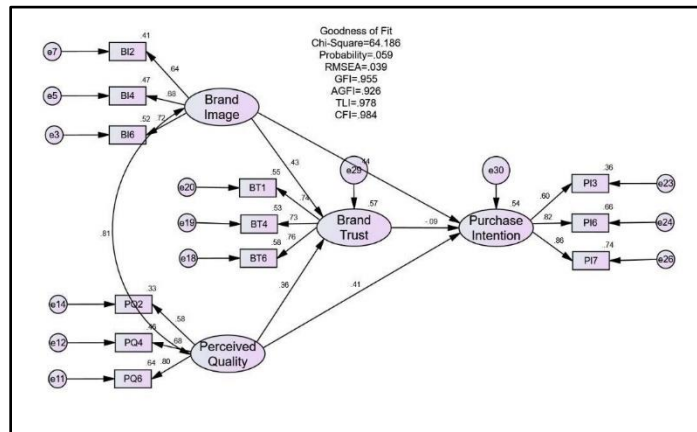 Goodness of Fit
Chi-Square=64.186
Probability=.059
RMSEA=.039
GFI=.955
AGFI=.926
TLI=.978
CFI=.984
.41
e7
BI2
.64
.47
e5
BI4
.68
Brand
Image
.52
.72
e3
BI6
.43
e29
.44
e30
.55
e20
BT1
.74
.57
.54
.36
PI3
e23
.60
.53
e19
BT4
.73
Brand
Trust
-.09
Purchase
Intention
.82
.66
PI6
e24
.58
e18
BT6
.76
.86
.74
PI7
e26
.81
.36
.41
.33
e14
PQ2
.58
.46
e12
PQ4
.68
Perceived
Quality
.64
.80
e11
PQ6